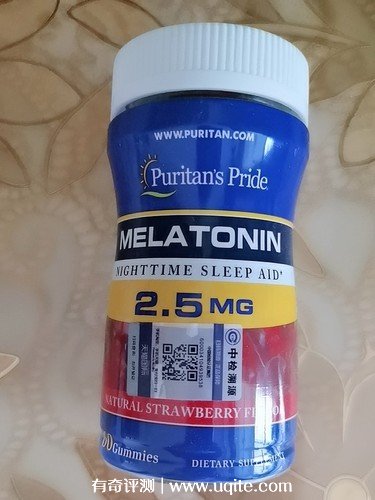 WWW.PURITAN.COM
Puritan's Pride
MELATONIN
NIGHTTIME SLEEP AID*
2.5 MG
中检溯源
NATURAL STRAWBERRY
60 Gummies
DIETARY SUPPLEMENT
有奇评测 | www.uqite.com